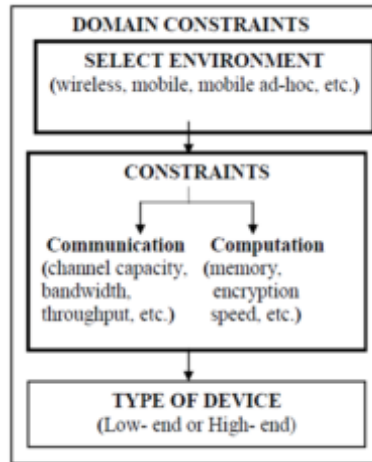 DOMAIN CONSTRAINTS
SELECT ENVIRONMENT
(wireless, mobile, mobile ad-hoc, etc.)
CONSTRAINTS
Communication
(channel capacity,
bandwidth,
throughput, etc.)
Computation
(memory,
encryption
speed, etc.)
TYPE OF DEVICE
(Low- end or High- end)